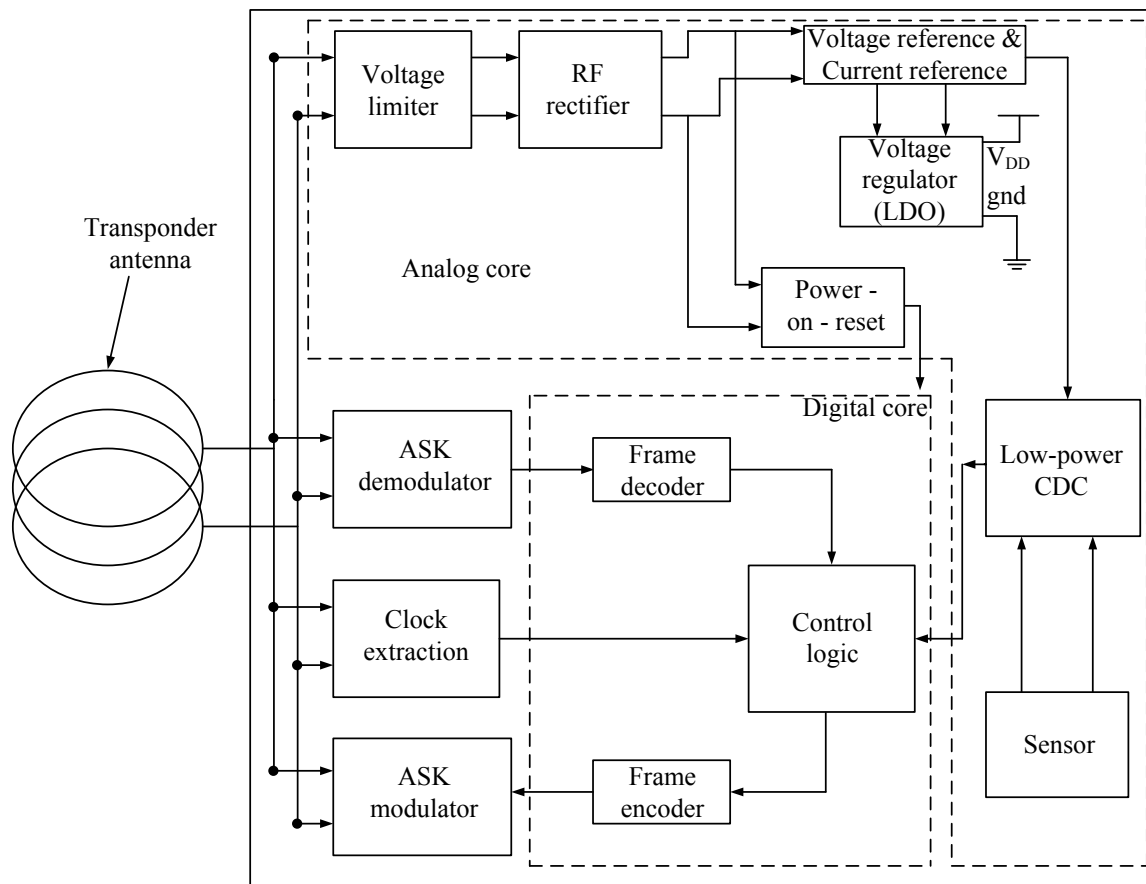 Voltage
limiter
RF
rectifier
Voltage reference &
Current reference
Voltage
regulator
(LDO)
VDD
gnd
Transponder
antenna
Analog core
Power -
on - reset
Digital core
ASK
demodulator
Frame
decoder
Low-power
CDC
Clock
extraction
Control
logic
Sensor
ASK
modulator
Frame
encoder